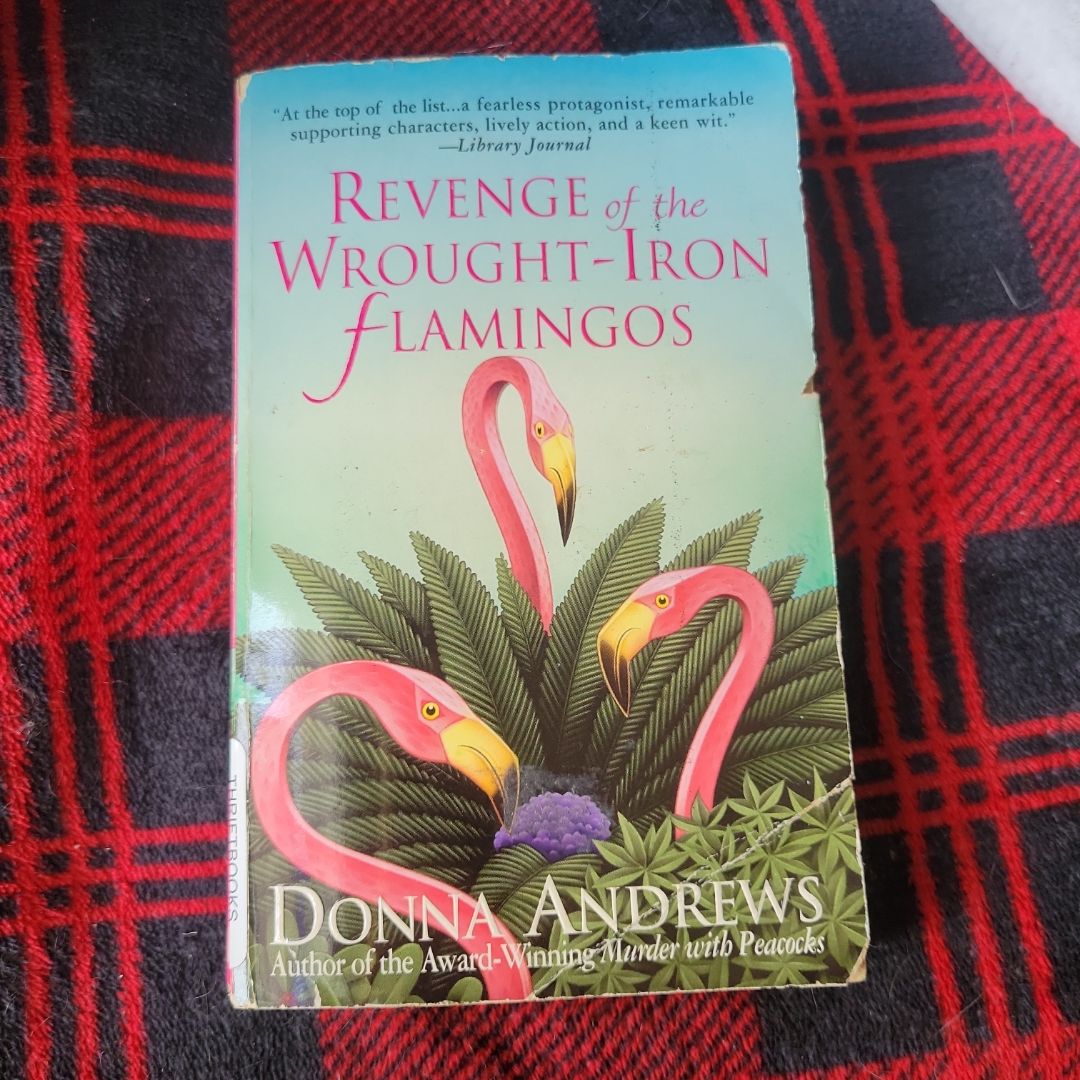 "At the top of the list...a fearless protagonist, remarkable
supporting characters, lively action, and a keen wit."
—Library Journal
REVENGE of the
WROUGHT-IRON
fLAMINGOS
DONNA ANDREWS
Author of the Award-Winning Murder with Peacocks
THRIFTBOOKS